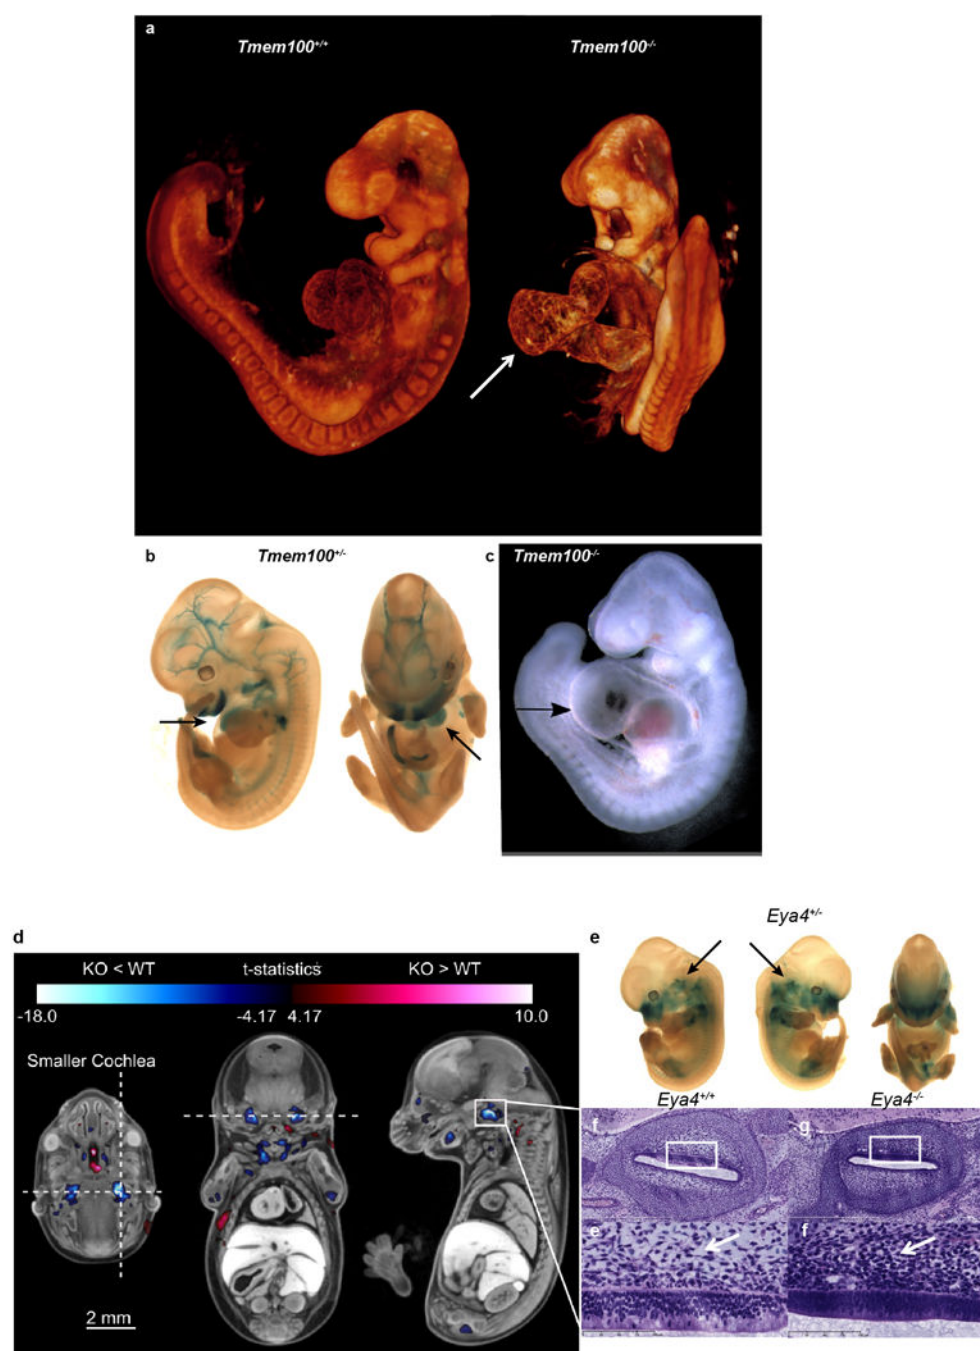 a
Tmem100+/+ Tmem100-/-
b Tmem100+/- c Tmem100-/-
d
KO < WT t-statistics KO > WT
-18.0 -4.17 4.17 10.0
Smaller Cochlea
2 mm
e Eya4+/-
Eya4+/+ Eya4-/-
f g
e f